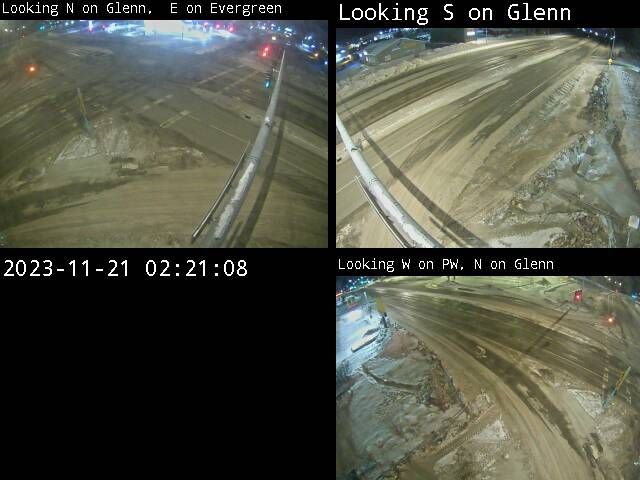 Looking N on Glenn,  E on Evergreen
Looking S on Glenn
2023-11-21 02:21:08
Looking W on PW, N on Glenn